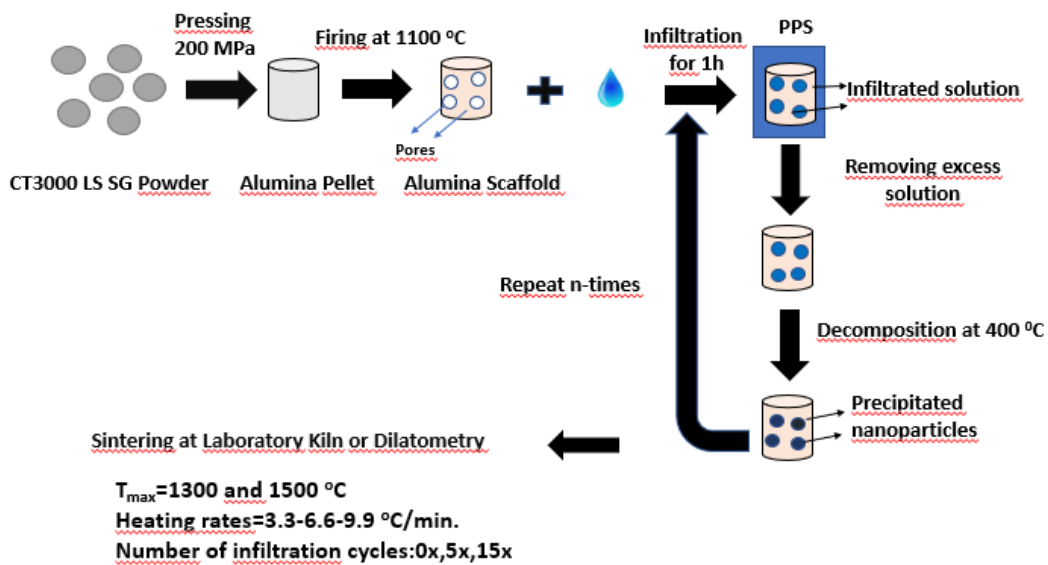 Pressing
200 MPa
Firing at 1100 °C
Infiltration
for 1h
PPS
Infiltrated solution
Pores
CT3000 LS SG Powder
Alumina Pellet
Alumina Scaffold
Removing excess
solution
Repeat n-times
Decomposition at 400 ⁰C
Precipitated
nanoparticles
Sintering at Laboratory Kiln or Dilatometry
Tmax=1300 and 1500 °C
Heating rates=3.3-6.6-9.9 °C/min.
Number of infiltration cycles:0x,5x,15x